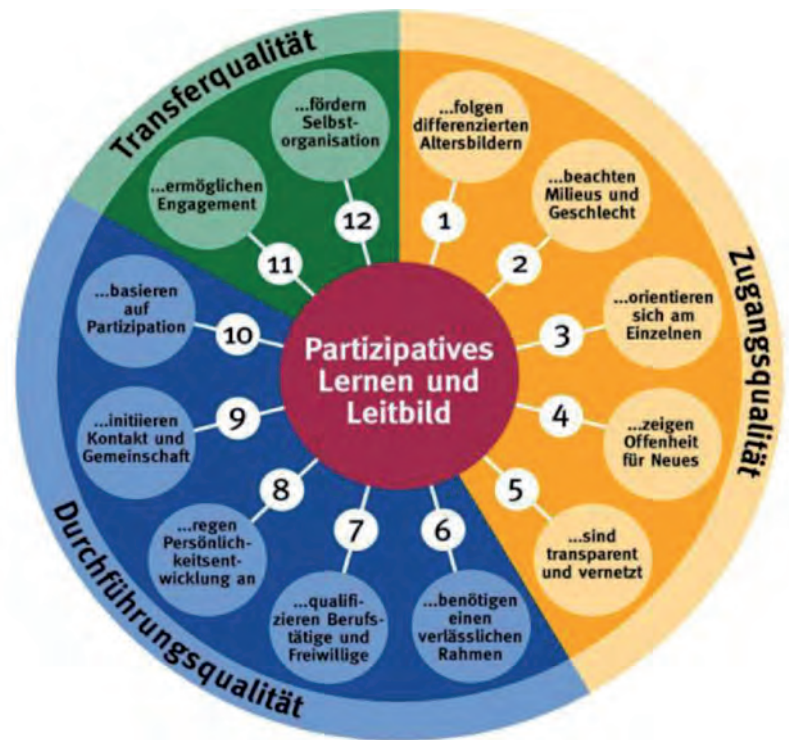 Partizipatives
Lernen und
Leitbild
Zugangsqualität
1
...folgen
differenzierten
Altersbildern
2
...beachten
Milieus und
Geschlecht
3
...orientieren
sich am
Einzelnen
4
...zeigen
Offenheit
für Neues
5
...sind
transparent
und vernetzt
Durchführungsqualität
6
...benötigen
einen
verlässlichen
Rahmen
7
...qualifi-
zieren Berufs-
tätige und
Freiwillige
8
...regen
Persönlich-
keitsent-
wicklung an
9
...initiieren
Kontakt und
Gemeinschaft
10
...basieren
auf
Partizipation
Transferqualität
11
...ermöglichen
Engagement
12
...fördern
Selbst-
organisation